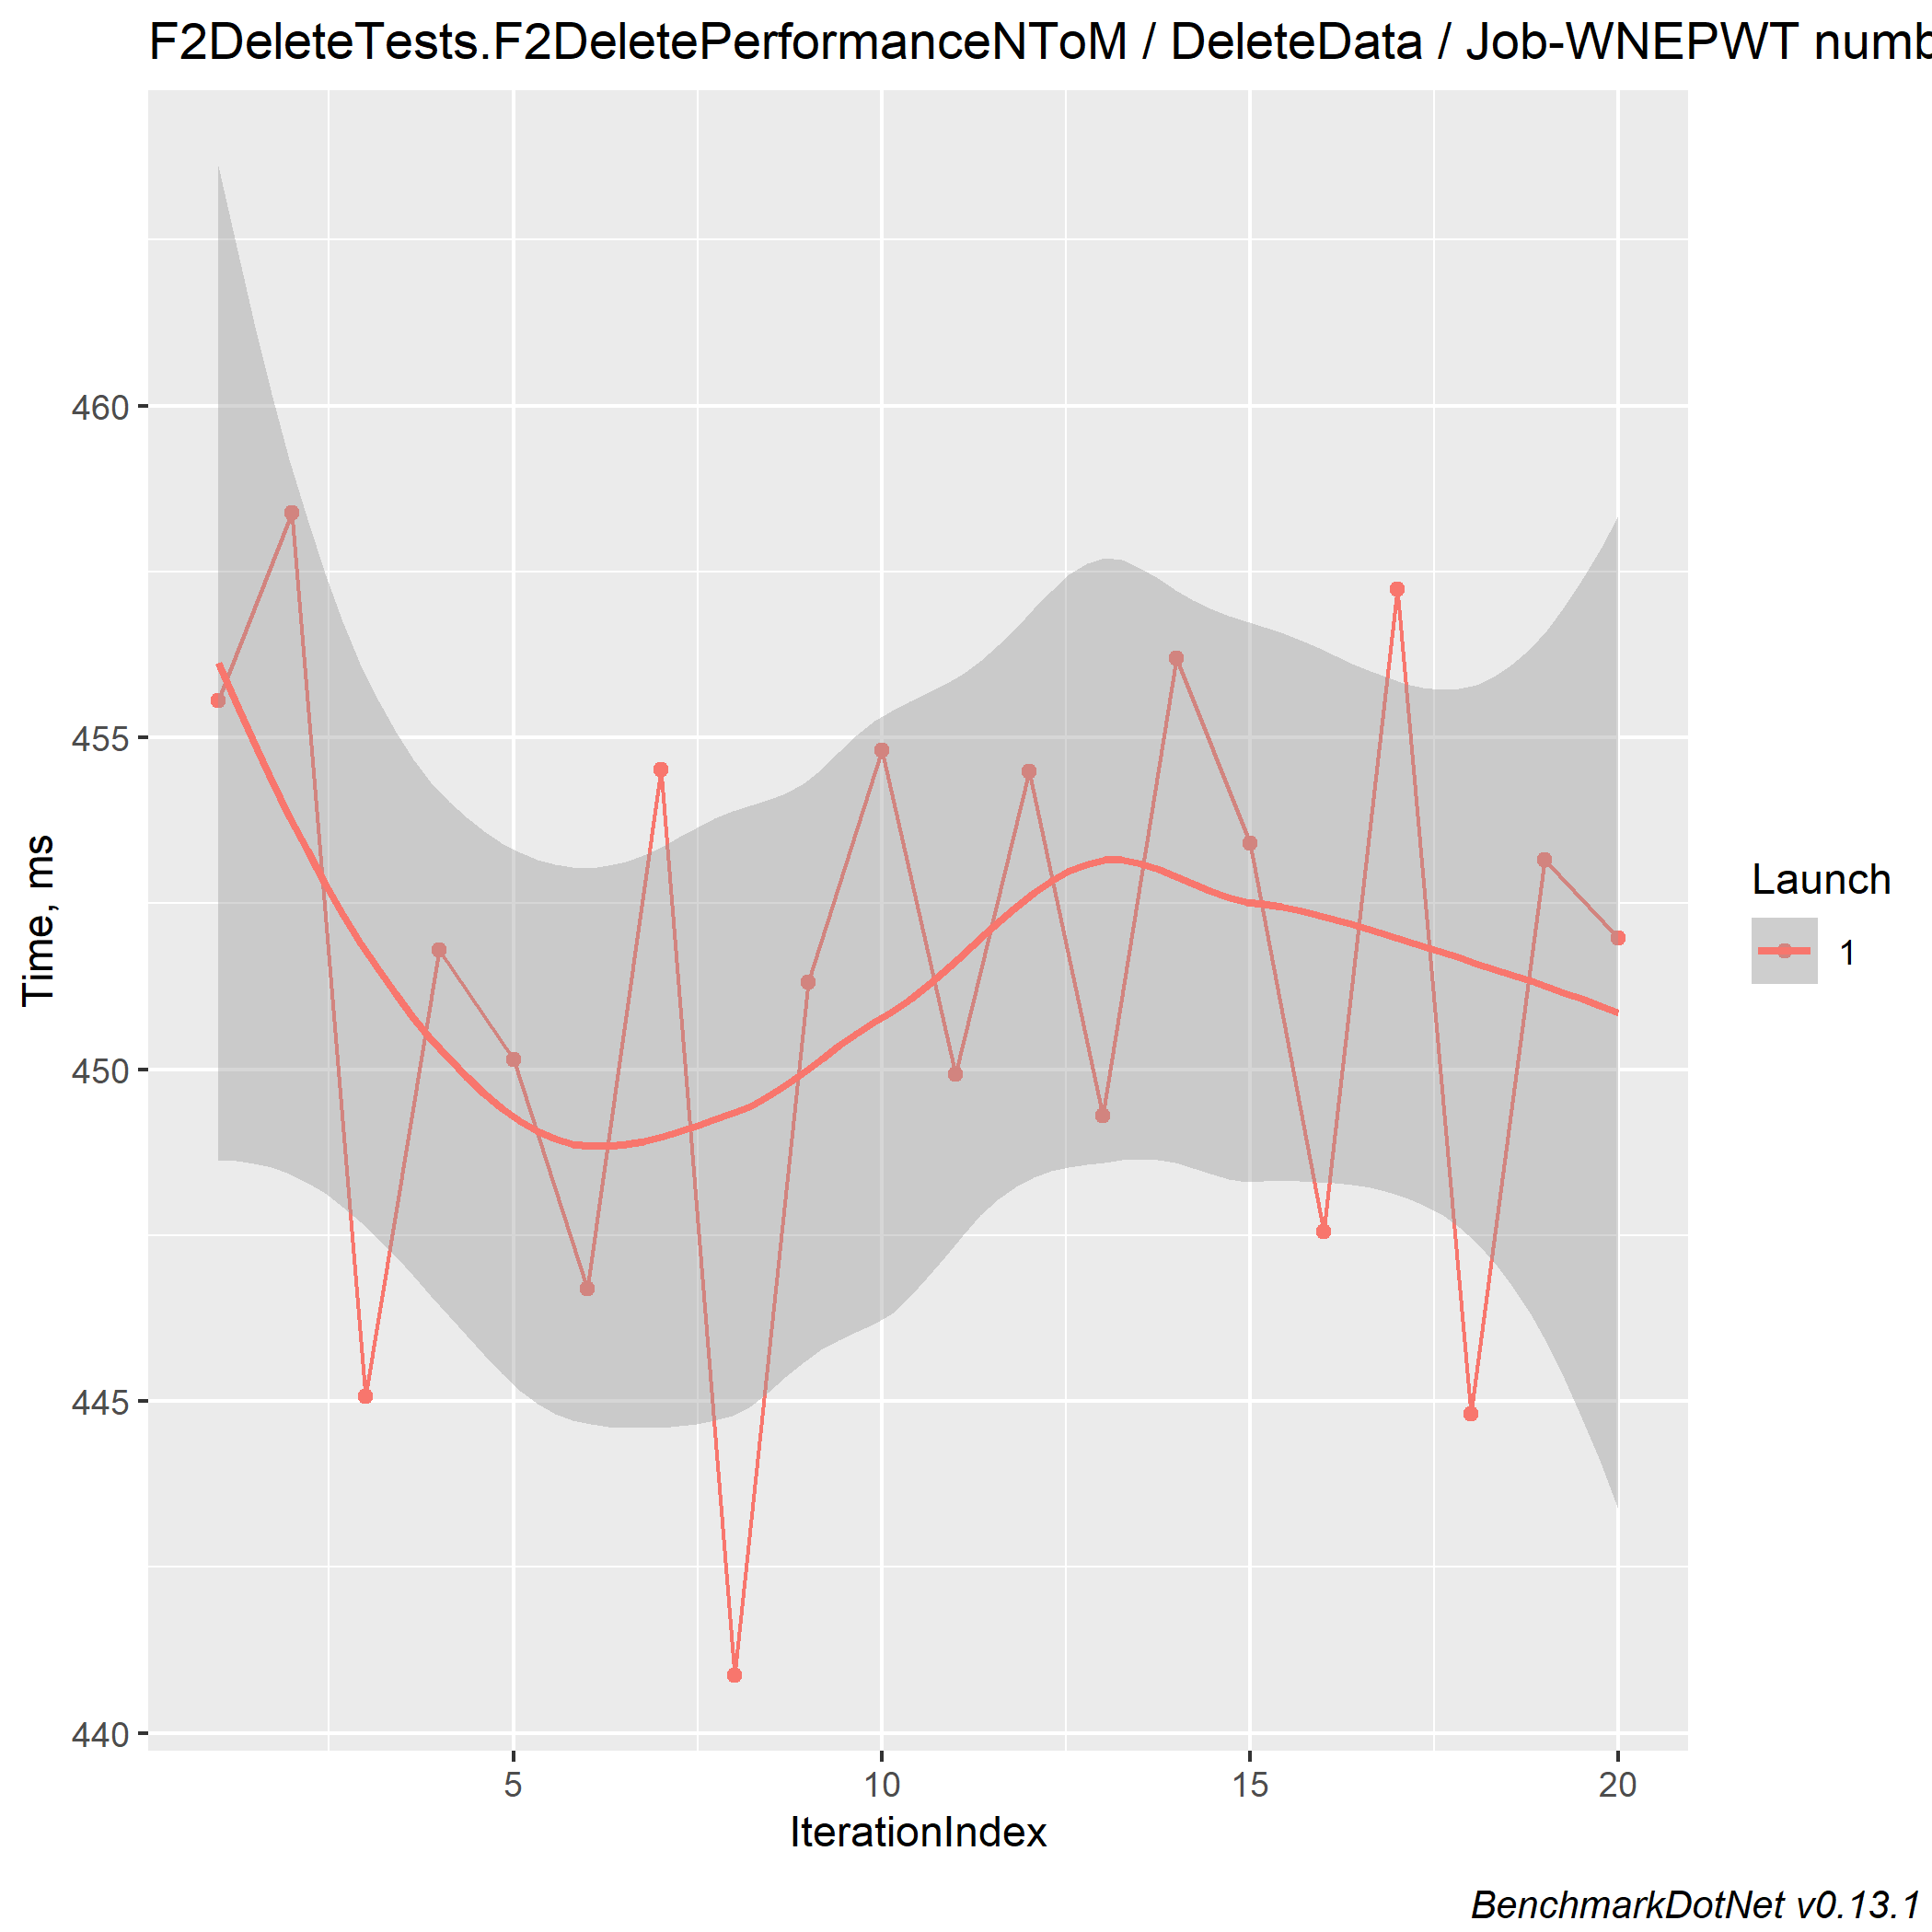 F2DeleteTests.F2DeletePerformanceNToM / DeleteData / Job-WNEPWT numb
460
455
450
445
440
Time, ms
5 10 15 20
IterationIndex
Launch
1
BenchmarkDotNet v0.13.1